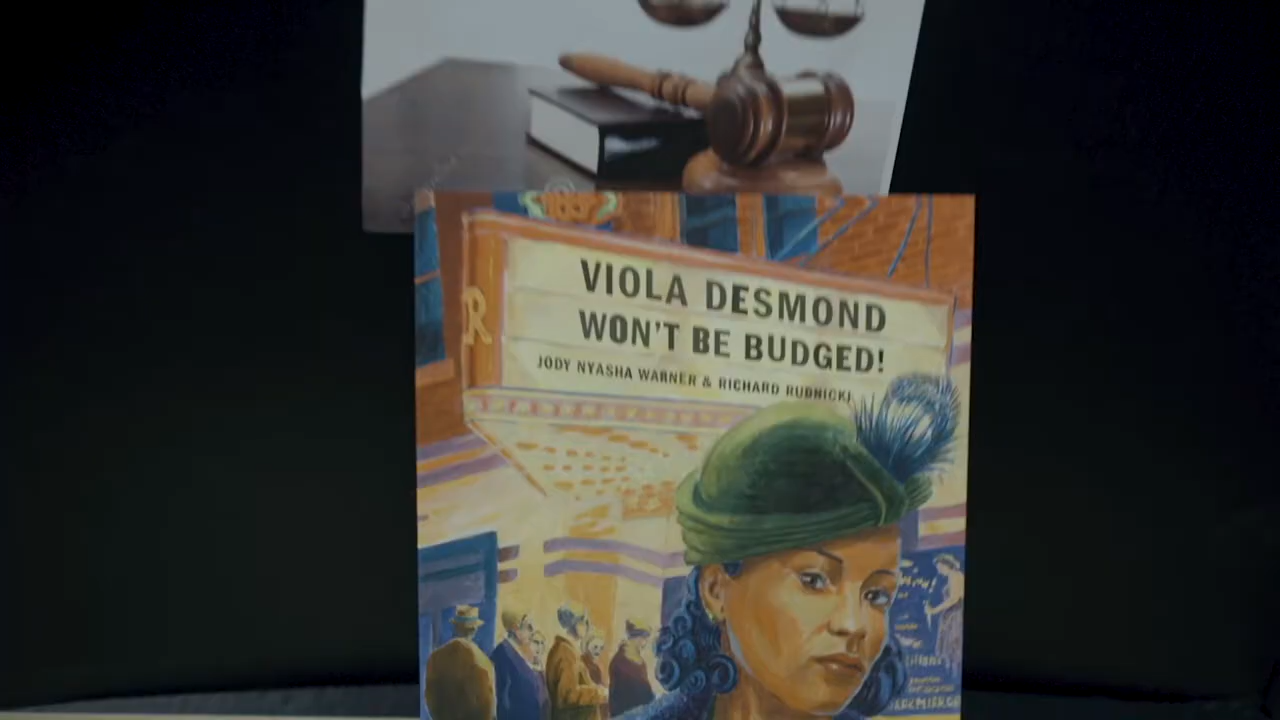 VIOLA DESMOND
WON'T BE BUDGED!
JODY NYASHA WARNER & RICHARD RUDNICKI
R